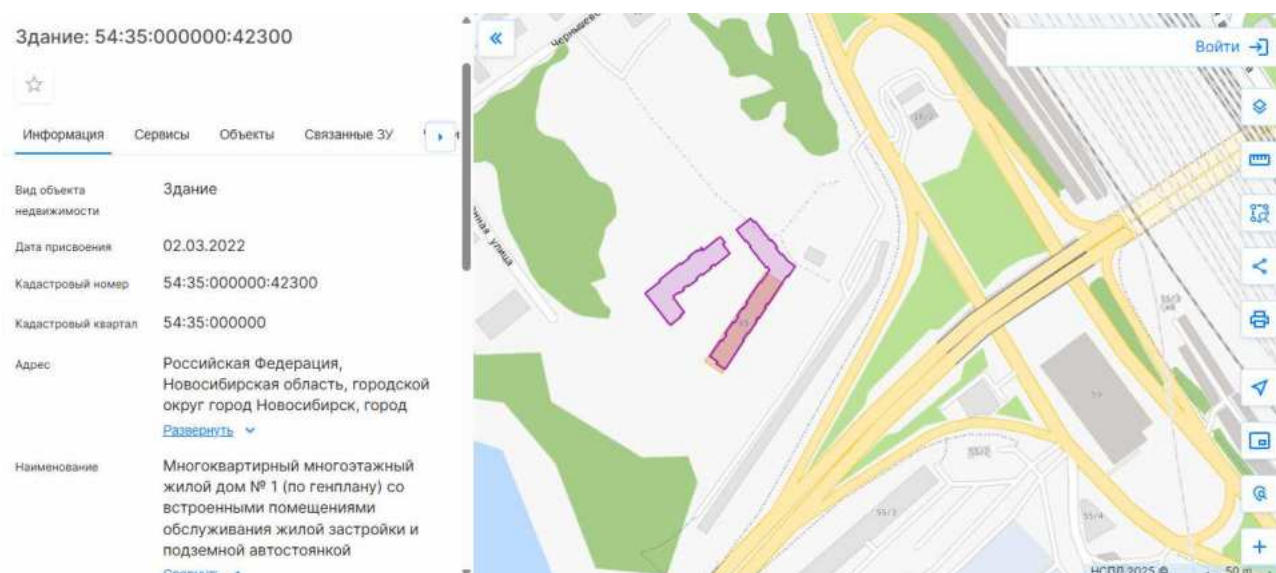 Здание: 54:35:000000:42300
Информация
Сервисы
Объекты
Связанные ЗУ
Вид объекта
недвижимости
Здание
Дата присвоения
02.03.2022
Кадастровый номер
54:35:000000:42300
Кадастровый квартал
54:35:000000
Адрес
Российская Федерация,
Новосибирская область, городской
округ город Новосибирск, город
Развернуть
Наименование
Многоквартирный многоэтажный
жилой дом № 1 (по генплану) со
встроенными помещениями
обслуживания жилой застройки и
подземной автостоянкой
Войти
улица
55/2
55/4
НСПД 2025 ©
50 m